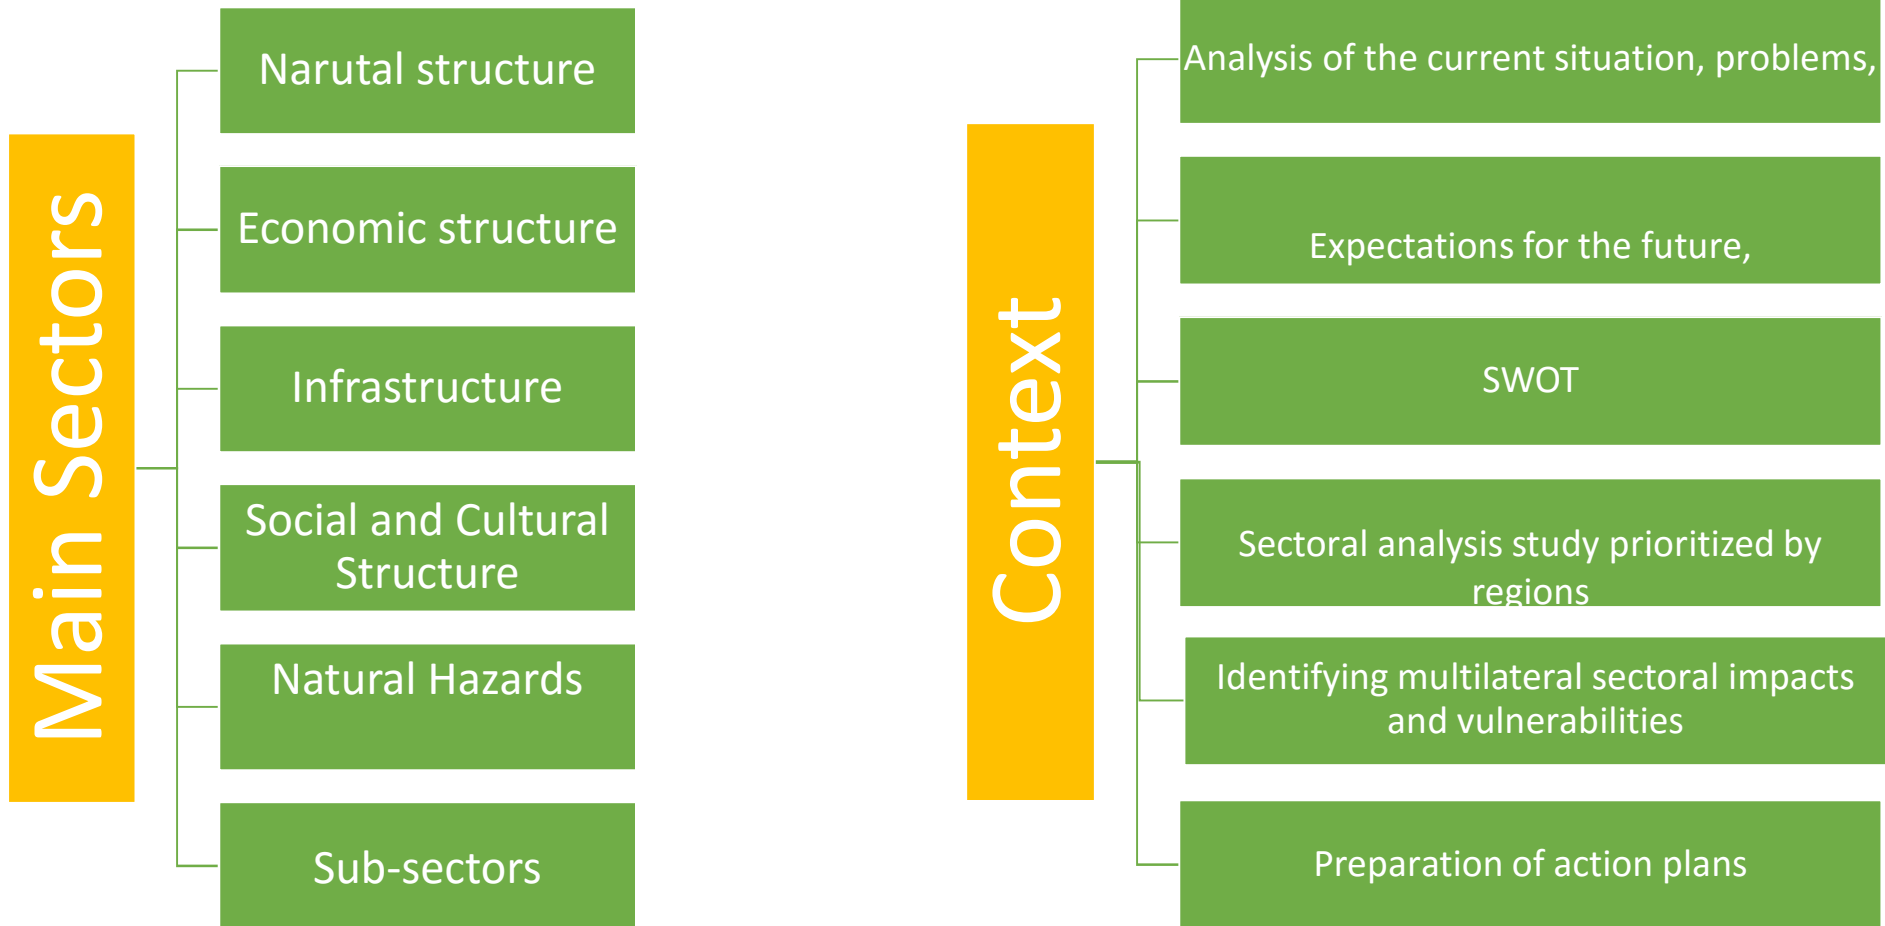 Main Sectors
Narutal structure
Economic structure
Infrastructure
Social and Cultural
Structure
Natural Hazards
Sub-sectors
Context
Analysis of the current situation, problems,
Expectations for the future,
SWOT
Sectoral analysis study prioritized by
regions
Identifying multilateral sectoral impacts
and vulnerabilities
Preparation of action plans